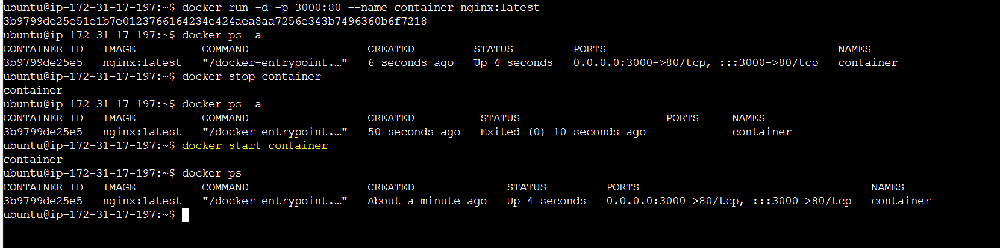 ubuntu@ip-172-31-17-197:~$ docker run -d -p 3000:80 --name container nginx:latest
3b9799de25e51e1b7e0123766164234e424aea8aa7256e343b7496360b6f7218
ubuntu@ip-172-31-17-197:~$ docker ps -a
CONTAINER ID   IMAGE          COMMAND                  CREATED         STATUS         PORTS                                   NAMES
3b9799de25e5   nginx:latest   "/docker-entrypoint.…"   6 seconds ago   Up 4 seconds   0.0.0.0:3000->80/tcp, :::3000->80/tcp   container
ubuntu@ip-172-31-17-197:~$ docker stop container
container
ubuntu@ip-172-31-17-197:~$ docker ps -a
CONTAINER ID   IMAGE          COMMAND                  CREATED          STATUS                      PORTS     NAMES
3b9799de25e5   nginx:latest   "/docker-entrypoint.…"   50 seconds ago   Exited (0) 10 seconds ago             container
ubuntu@ip-172-31-17-197:~$ docker start container
container
ubuntu@ip-172-31-17-197:~$ docker ps
CONTAINER ID   IMAGE          COMMAND                  CREATED              STATUS         PORTS                                   NAMES
3b9799de25e5   nginx:latest   "/docker-entrypoint.…"   About a minute ago   Up 4 seconds   0.0.0.0:3000->80/tcp, :::3000->80/tcp   container
ubuntu@ip-172-31-17-197:~$